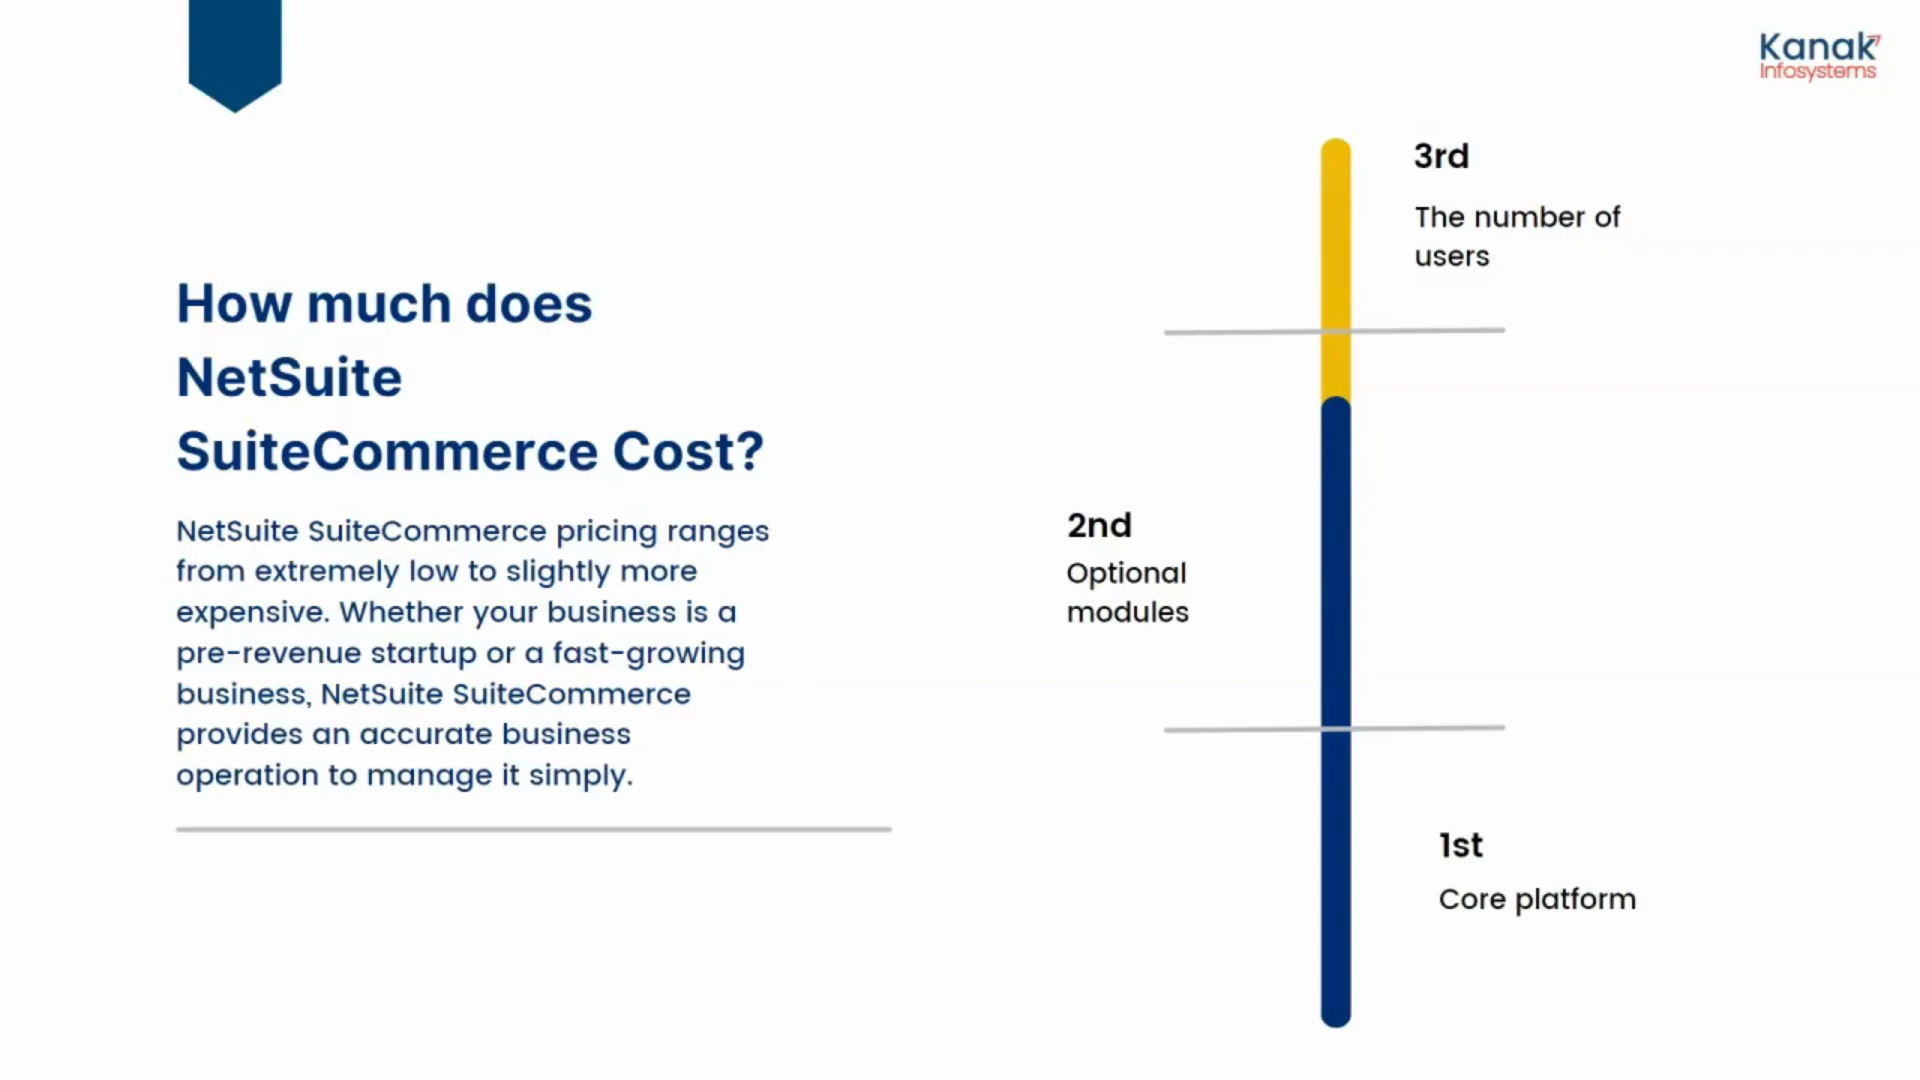 Kanak
Infosystems
How much does
NetSuite
SuiteCommerce Cost?
NetSuite SuiteCommerce pricing ranges
from extremely low to slightly more
expensive. Whether your business is a
pre-revenue startup or a fast-growing
business, NetSuite SuiteCommerce
provides an accurate business
operation to manage it simply.
3rd
The number of
users
2nd
Optional
modules
1st
Core platform